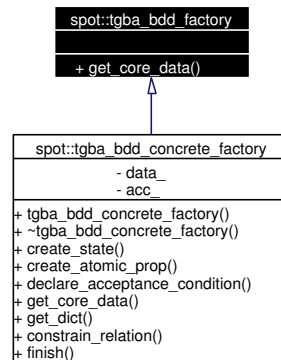 spot::tgba_bdd_factory
+ get_core_data()
spot::tgba_bdd_concrete_factory
- data_
- acc_
+ tgba_bdd_concrete_factory()
+ ~tgba_bdd_concrete_factory()
+ create_state()
+ create_atomic_prop()
+ declare_acceptance_condition()
+ get_core_data()
+ get_dict()
+ constrain_relation()
+ finish()